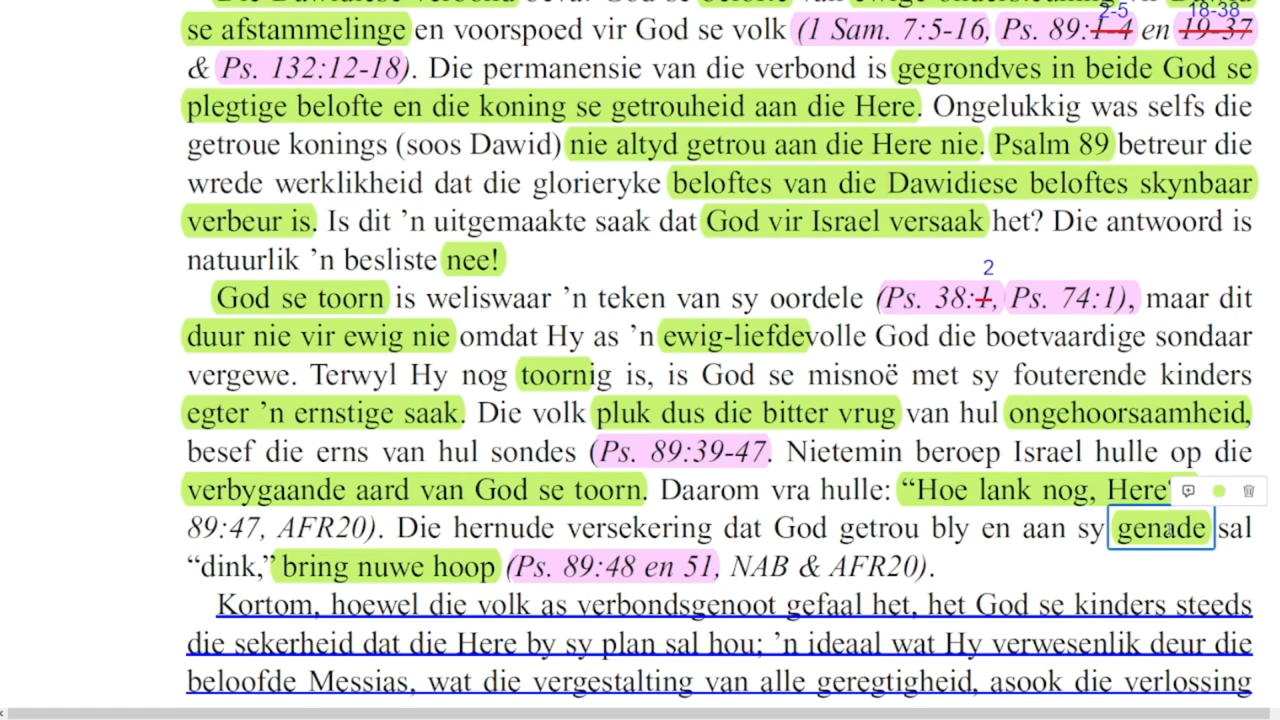 2-5 18-38
se afstammelinge en voorspoed vir God se volk (1 Sam. 7:5-16, Ps. 89:1-4 en 19-37
& Ps. 132:12-18). Die permanensie van die verbond is gegrondves in beide God se
plegtige belofte en die koning se getrouheid aan die Here. Ongelukkig was selfs die
getroue konings (soos Dawid) nie altyd getrou aan die Here nie. Psalm 89 betreur die
wrede werklikheid dat die glorieryke beloftes van die Dawidiese beloftes skynbaar
verbeur is. Is dit ’n uitgemaakte saak dat God vir Israel versaak het? Die antwoord is
natuurlik ’n besliste nee!
2
God se toorn is weliswaar ’n teken van sy oordele (Ps. 38:1, Ps. 74:1), maar dit
duur nie vir ewig nie omdat Hy as ’n ewig-liefdevolle God die boetvaardige sondaar
vergewe. Terwyl Hy nog toornig is, is God se misnoë met sy fouterende kinders
egter ’n ernstige saak. Die volk pluk dus die bitter vrug van hul ongehoorsaamheid,
besef die erns van hul sondes (Ps. 89:39-47. Nietemin beroep Israel hulle op die
verbygaande aard van God se toorn. Daarom vra hulle: “Hoe lank nog, Here
89:47, AFR20). Die hernude versekering dat God getrou bly en aan sy genade sal
“dink,” bring nuwe hoop (Ps. 89:48 en 51, NAB & AFR20).
Kortom, hoewel die volk as verbondsgenoot gefaal het, het God se kinders steeds
die sekerheid dat die Here by sy plan sal hou; ’n ideaal wat Hy verwesenlik deur die
beloofde Messias, wat die vergestalting van alle geregtigheid, asook die verlossing